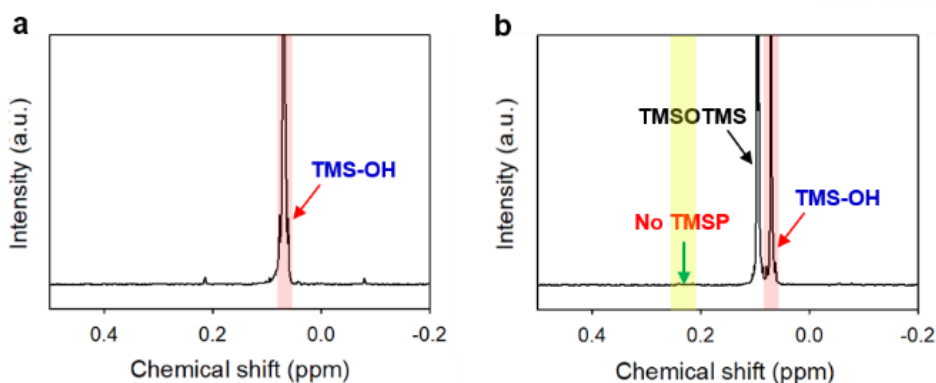 a
Intensity (a.u.)
TMS-OH
0.4
0.2
0.0
-0.2
Chemical shift (ppm)
b
Intensity (a.u.)
TMSOTMS
TMS-OH
No TMSP
0.4
0.2
0.0
-0.2
Chemical shift (ppm)